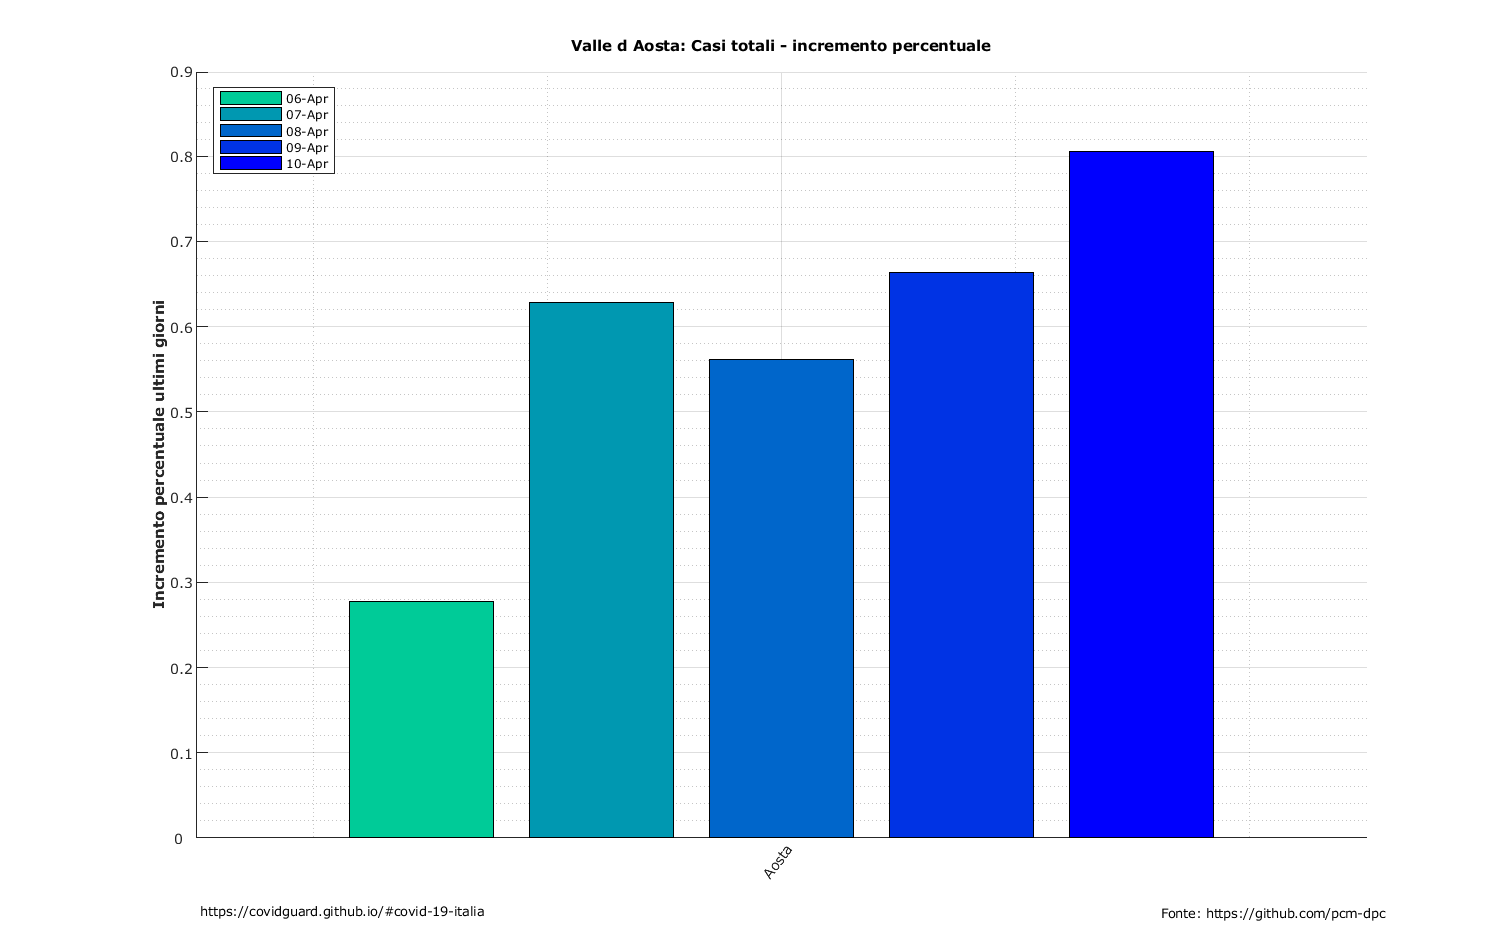 Valle d Aosta: Casi totali - incremento percentuale
0.9
0.8
0.7
0.6
0.5
0.4
0.3
0.2
0.1
0
Incremento percentuale ultimi giorni
06-Apr
07-Apr
08-Apr
09-Apr
10-Apr
Aosta
https://covidguard.github.io/#covid-19-italia
Fonte: https://github.com/pcm-dpc